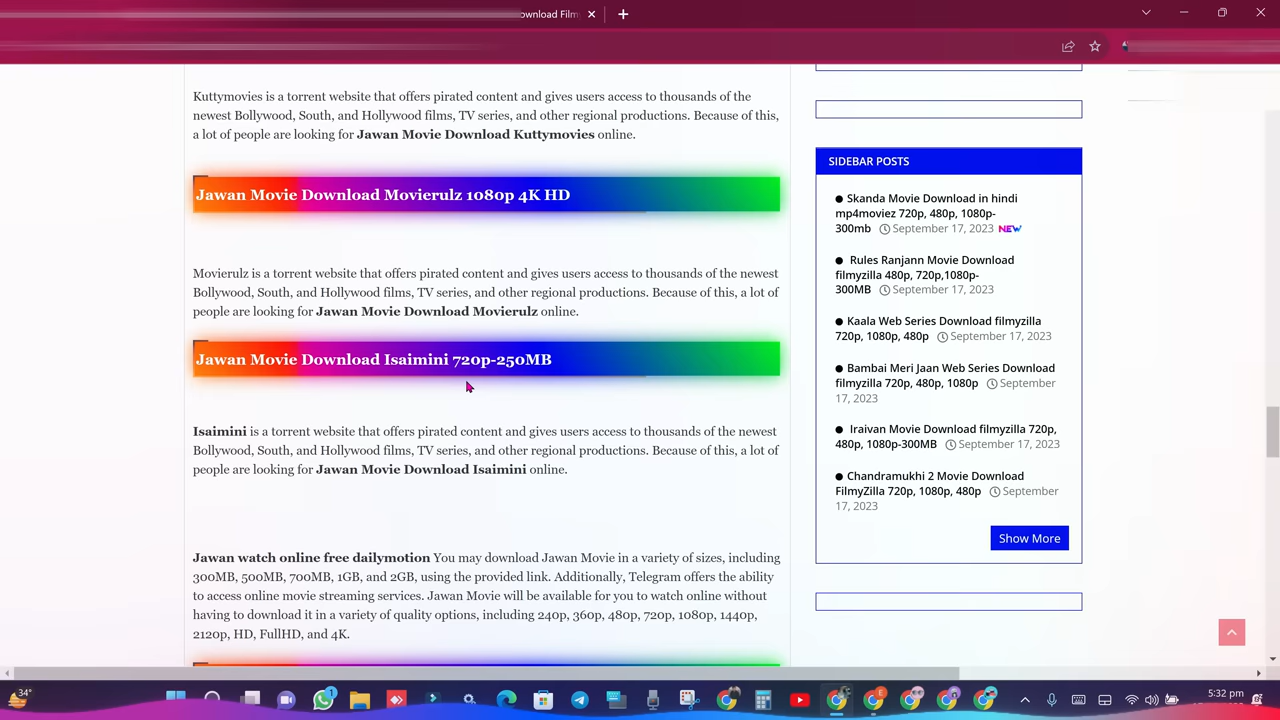 ownload Film
Kuttymovies is a torrent website that offers pirated content and gives users access to thousands of the
newest Bollywood, South, and Hollywood films, TV series, and other regional productions. Because of this,
a lot of people are looking for Jawan Movie Download Kuttymovies online.
Jawan Movie Download Movierulz 1080p 4K HD
Movierulz is a torrent website that offers pirated content and gives users access to thousands of the newest
Bollywood, South, and Hollywood films, TV series, and other regional productions. Because of this, a lot of
people are looking for Jawan Movie Download Movierulz online.
Jawan Movie Download Isaimini 720p-250MB
Isaimini is a torrent website that offers pirated content and gives users access to thousands of the newest
Bollywood, South, and Hollywood films, TV series, and other regional productions. Because of this, a lot of
people are looking for Jawan Movie Download Isaimini online.
Jawan watch online free dailymotion You may download Jawan Movie in a variety of sizes, including
300MB, 500MB, 700MB, 1GB, and 2GB, using the provided link. Additionally, Telegram offers the ability
to access online movie streaming services. Jawan Movie will be available for you to watch online without
having to download it in a variety of quality options, including 240p, 360p, 480p, 720p, 1080p, 1440p,
2120p, HD, FullHD, and 4K.
SIDEBAR POSTS
Skanda Movie Download in hindi
mp4moviez 720p, 480p, 1080p-
300mb September 17, 2023 NEW
Rules Ranjann Movie Download
filmyzilla 480p, 720p,1080p-
300MB September 17, 2023
Kaala Web Series Download filmyzilla
720p, 1080p, 480p September 17, 2023
Bambai Meri Jaan Web Series Download
filmyzilla 720p, 480p, 1080p September
17, 2023
Iraivan Movie Download filmyzilla 720p,
480p, 1080p-300MB September 17, 2023
Chandramukhi 2 Movie Download
FilmyZilla 720p, 1080p, 480p September
17, 2023
Show More
34°
1
5:32 pm